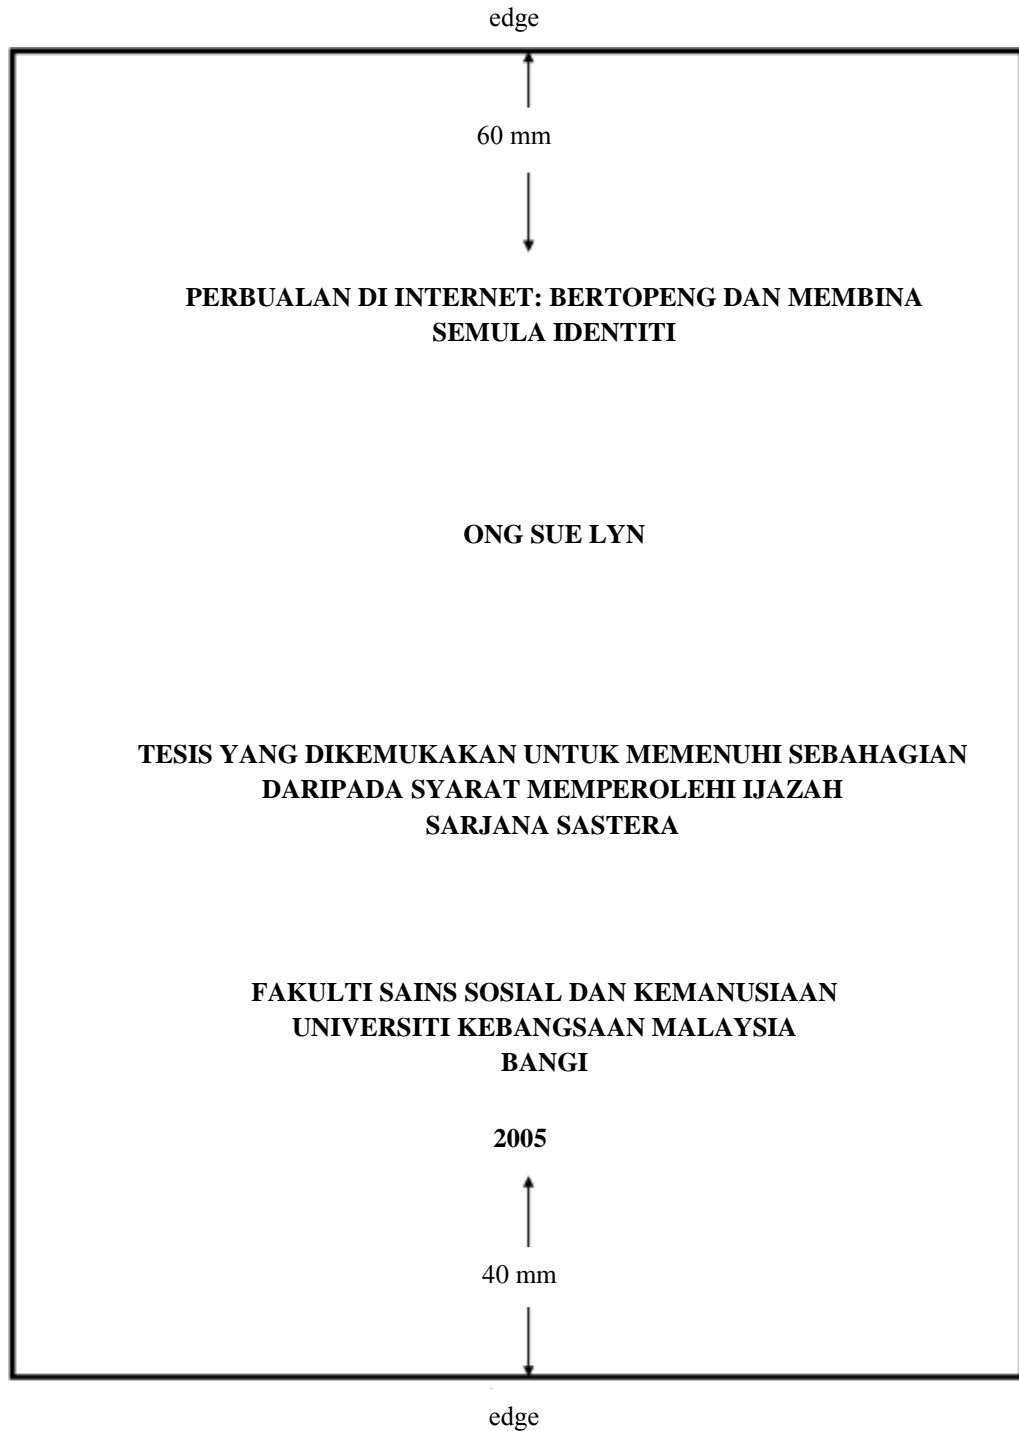 edge
60 mm
PERBUALAN DI INTERNET: BERTOPENG DAN MEMBINA
SEMULA IDENTITI
ONG SUE LYN
TESIS YANG DIKEMUKAKAN UNTUK MEMENUHI SEBAHAGIAN
DARIPADA SYARAT MEMPEROLEHI IJAZAH
SARJANA SASTERA
FAKULTI SAINS SOSIAL DAN KEMANUSIAAN
UNIVERSITI KEBANGSAAN MALAYSIA
BANGI
2005
40 mm
edge